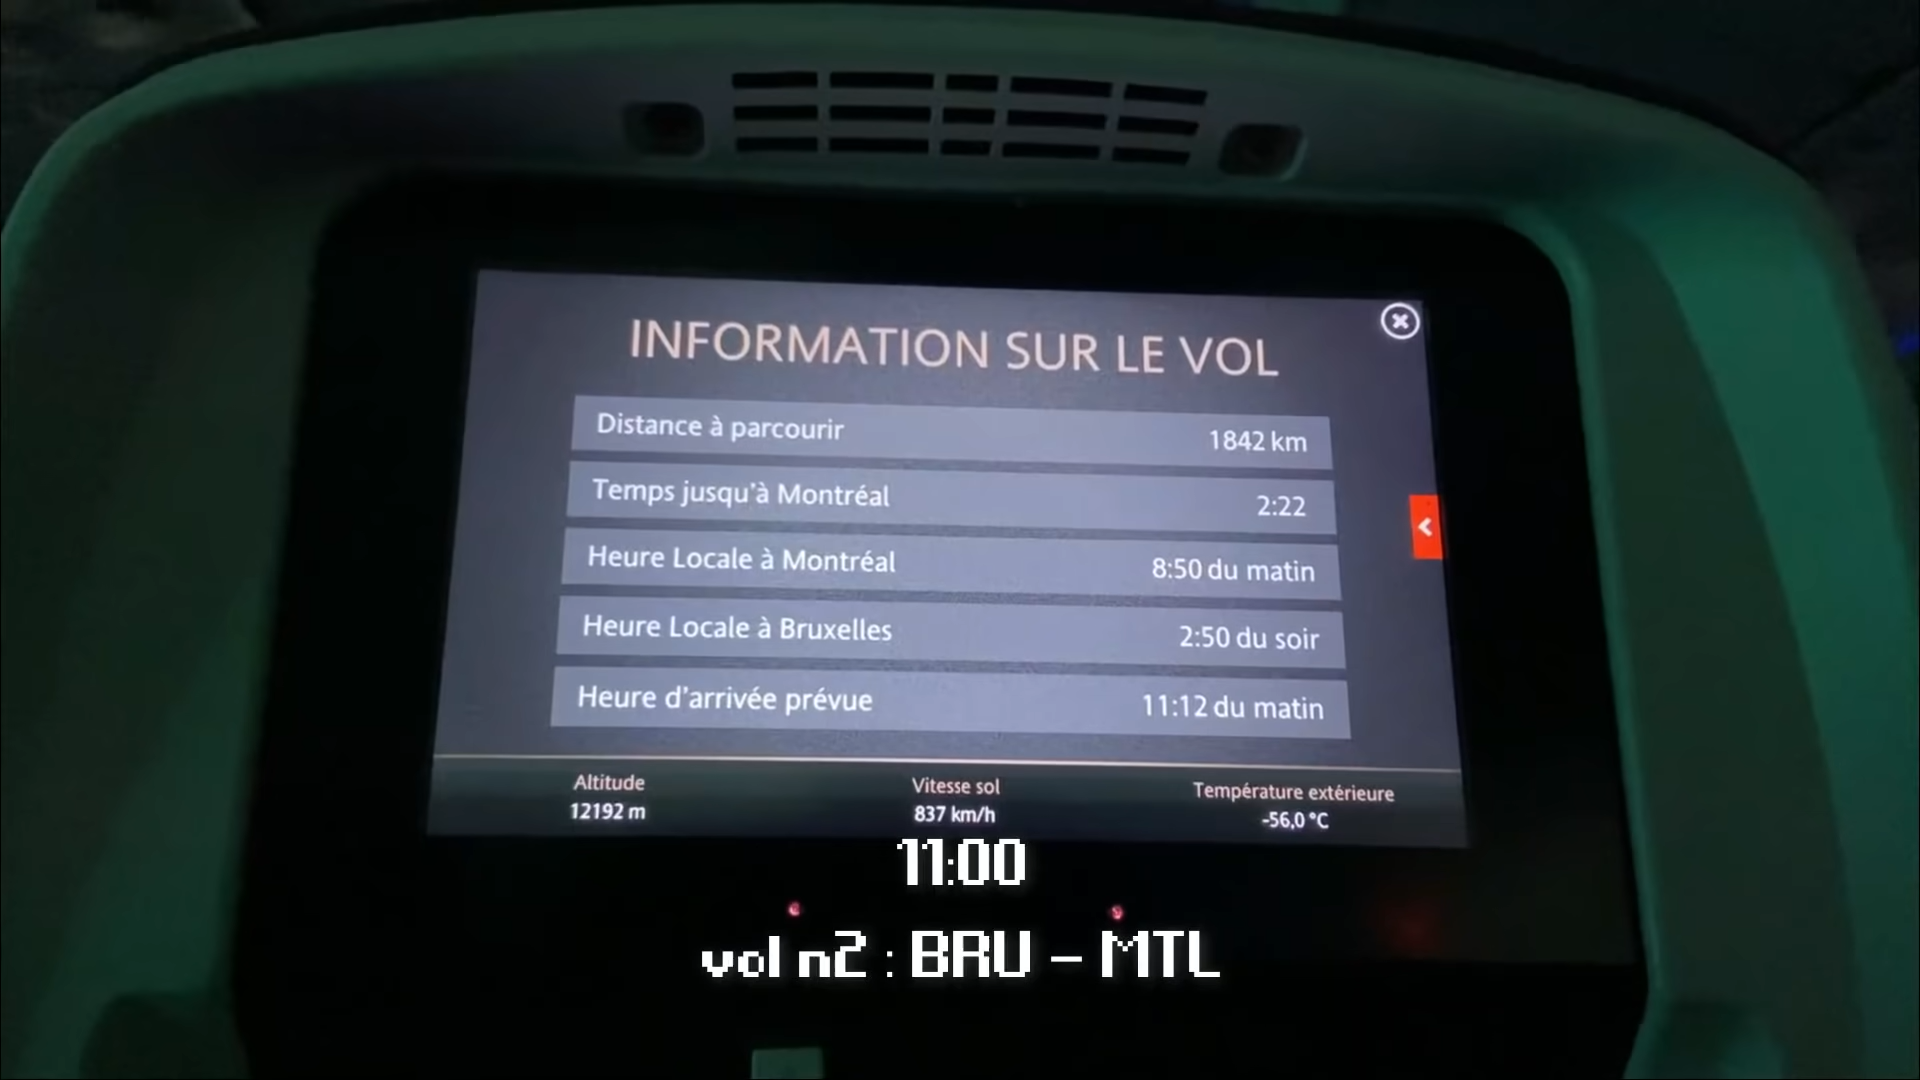 INFORMATION SUR LE VOL
Distance à parcourir 1842 km
Temps jusqu'à Montréal 2:22
Heure Locale à Montréal 8:50 du matin
Heure Locale à Bruxelles 2:50 du soir
Heure d'arrivée prévue 11:12 du matin
Altitude Vitesse sol Température extérieure
12192 m 837 km/h -56,0 °C
11:00
vol n2 : BRU - MTL